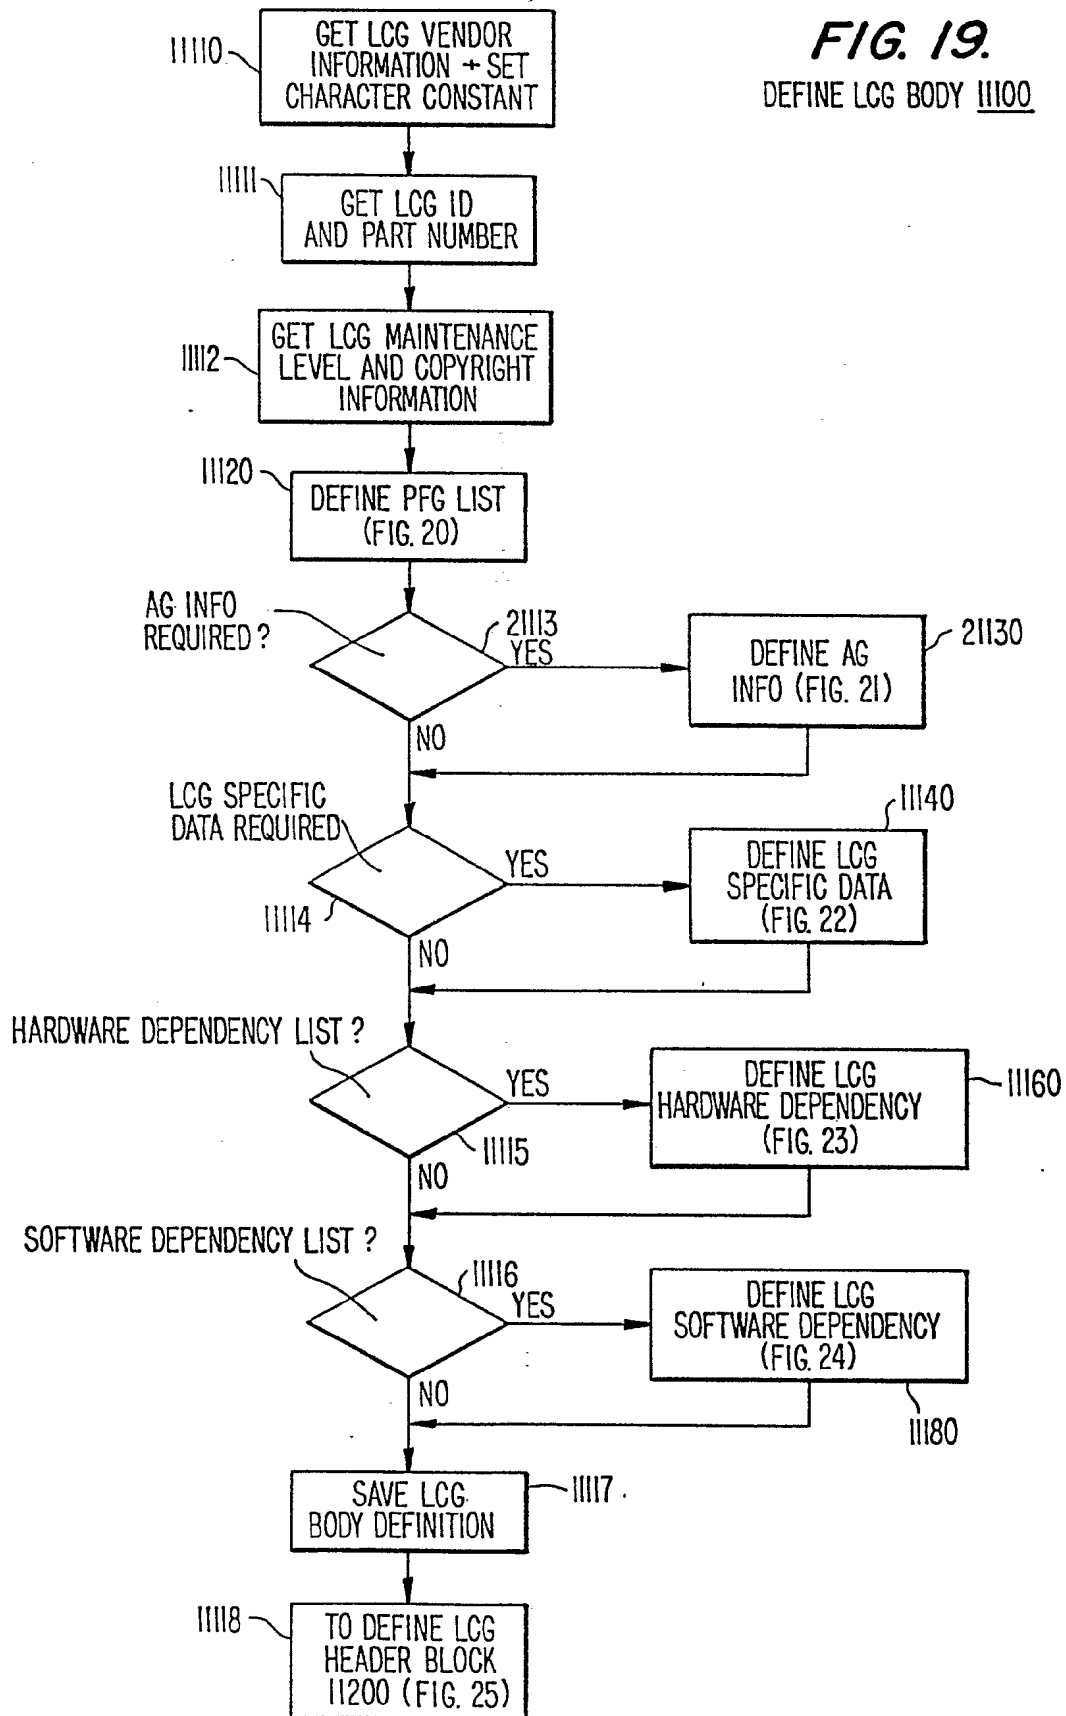 FIG. 19.
DEFINE LCG BODY 11100
11110
GET LCG VENDOR
INFORMATION + SET
CHARACTER CONSTANT
11111
GET LCG ID
AND PART NUMBER
11112
GET LCG MAINTENANCE
LEVEL AND COPYRIGHT
INFORMATION
11120
DEFINE PFG LIST
(FIG. 20)
AG INFO
REQUIRED ?
21113
YES
NO
DEFINE AG
INFO (FIG. 21)
21130
LCG SPECIFIC
DATA REQUIRED
11114
YES
NO
DEFINE LCG
SPECIFIC DATA
(FIG. 22)
11140
HARDWARE DEPENDENCY LIST ?
YES
11115
NO
DEFINE LCG
HARDWARE DEPENDENCY
(FIG. 23)
11160
SOFTWARE DEPENDENCY LIST ?
11116
YES
NO
DEFINE LCG
SOFTWARE DEPENDENCY
(FIG. 24)
11180
SAVE LCG
BODY DEFINITION
11117
11118
TO DEFINE LCG
HEADER BLOCK
11200 (FIG. 25)